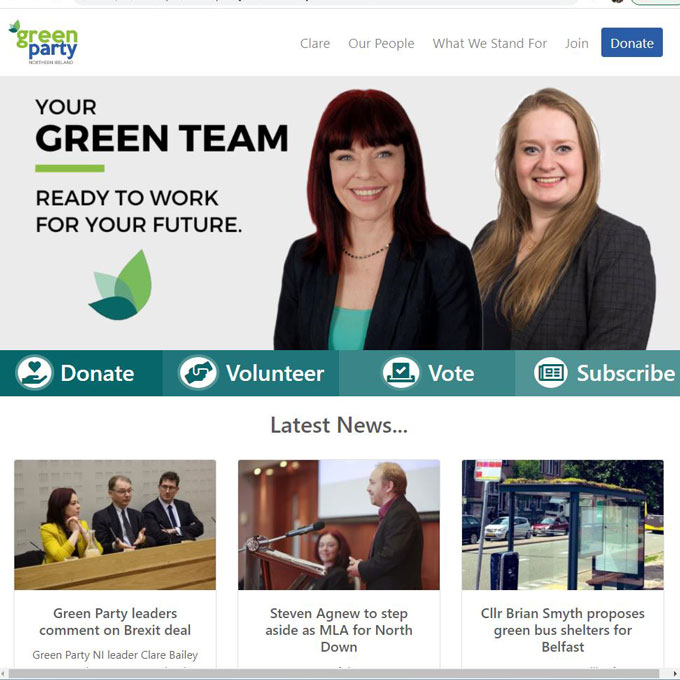 green
party
NORTHERN IRELAND
Clare
Our People
What We Stand For
Join
Donate
YOUR
GREEN TEAM
READY TO WORK
FOR YOUR FUTURE.
Donate
Volunteer
Vote
Subscribe
Latest News...
Green Party leaders
comment on Brexit deal
Green Party NI leader Clare Bailey
Steven Agnew to step
aside as MLA for North
Down
Cllr Brian Smyth proposes
green bus shelters for
Belfast